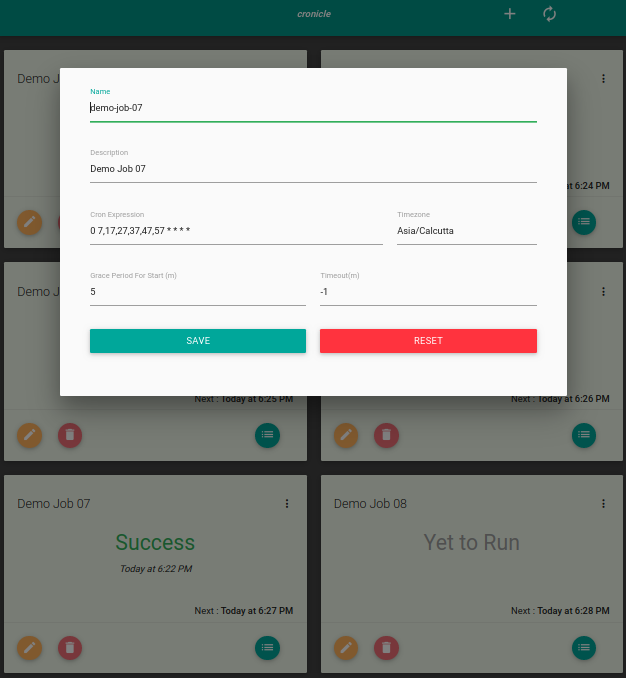 cronicle
Demo J
at 6:24 PM
Name
demo-job-07
Description
Demo Job 07
Cron Expression
Timezone
0 7,17,27,37,47,57 * * * *
Asia/Calcutta
Grace Period For Start (m)
Timeout(m)
5
-1
SAVE
RESET
Demo J
Next : Today at 6:25 PM
Next : Today at 6:26 PM
Demo Job 07
Success
Today at 6:22 PM
Next : Today at 6:27 PM
Demo Job 08
Yet to Run
Next : Today at 6:28 PM